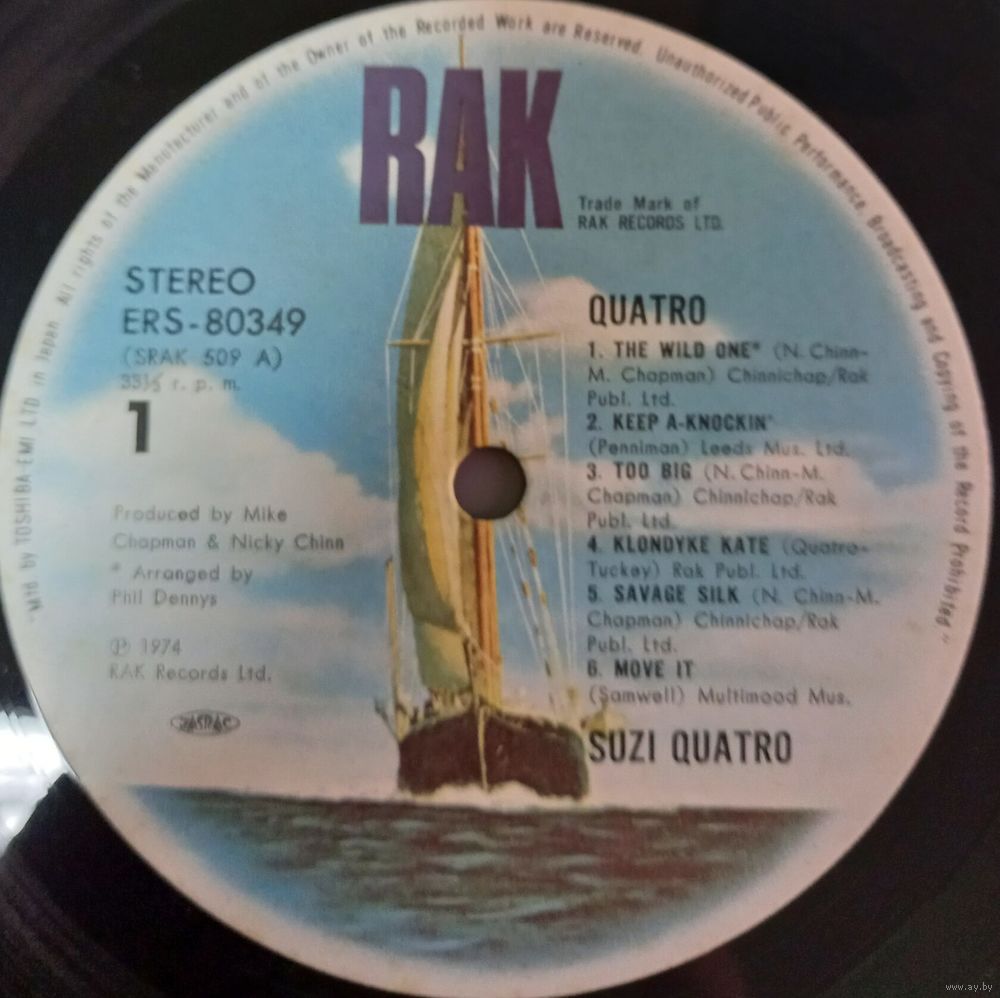 All rights of the Manufacturer and of the Owner of the Recorded Work are Reserved. Unauthorized Public Performance, Broadcasting and Copying of the Record Prohibited"
"Mfd by TOSHIBA-EMI LTD in Japan
RAK
Trade Mark of
RAK RECORDS LTD.
STEREO
ERS-80349
(SRAK 509 A)
33⅓ r.p.m.
1
Produced by Mike
Chapman & Nicky Chinn
* Arranged by
Phil Dennys
Ⓟ 1974
RAK Records Ltd.
JASRAC
QUATRO
1. THE WILD ONE* (N. Chinn-
M. Chapman) Chinnichap/Rak
Publ. Ltd.
2. KEEP A-KNOCKIN'
(Penniman) Leeds Mus. Ltd.
3. TOO BIG (N. Chinn-M.
Chapman) Chinnichap/Rak
Publ. Ltd.
4. KLONDYKE KATE (Quatro-
Tuckey) Rak Publ. Ltd.
5. SAVAGE SILK (N. Chinn-M.
Chapman) Chinnichap/Rak
Publ. Ltd.
6. MOVE IT
(Samwell) Multimood Mus.
SUZI QUATRO
www.ay.by